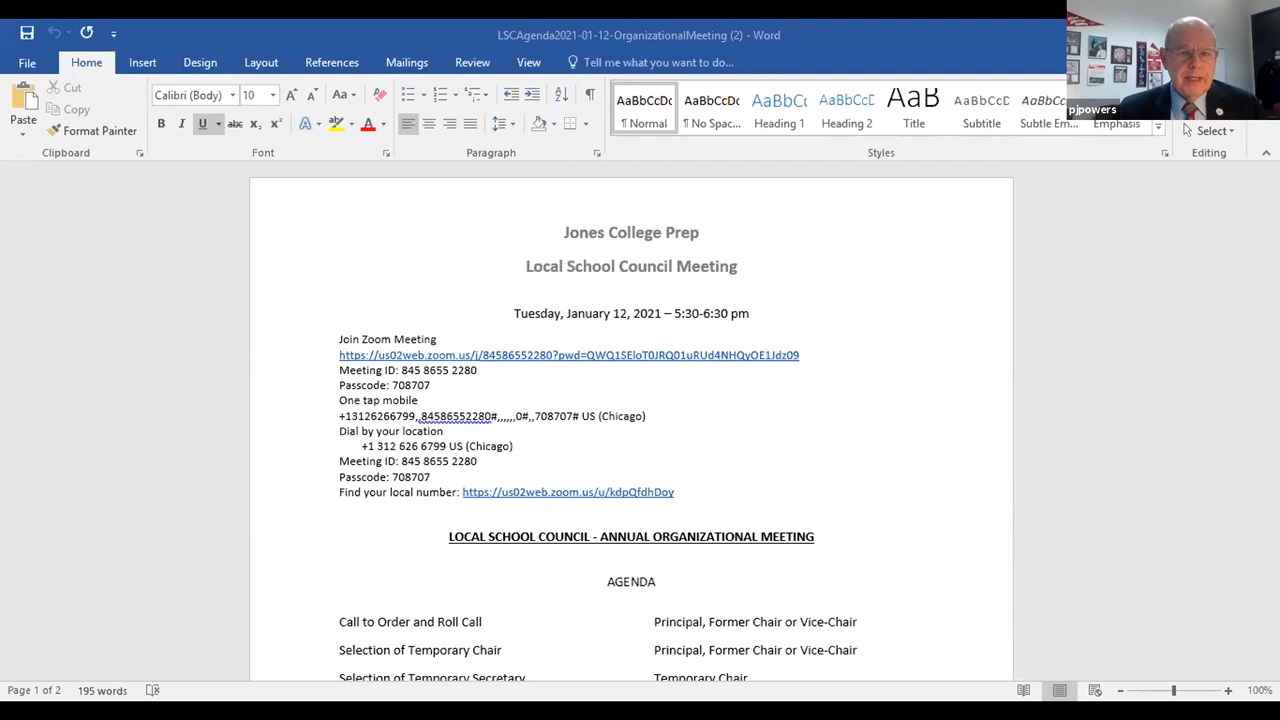 LSCAgenda2021-01-12-OrganizationalMeeting (2) - Word
File Home Insert Design Layout References Mailings Review View Tell me what you want to do...
pjpowers
Paste Cut
Copy
Format Painter
Calibri (Body) 10 Aa
B I U abc x₂ x²
AaBbCcDc AaBbCcDc AaBbCc AaBbCcC AaB AaBbCcD
¶ Normal ¶ No Spac... Heading 1 Heading 2 Title Subtitle Subtle Em... Emphasis
Select
Clipboard Font Paragraph Styles Editing
Jones College Prep
Local School Council Meeting
Tuesday, January 12, 2021 – 5:30-6:30 pm
Join Zoom Meeting
https://us02web.zoom.us/j/84586552280?pwd=QWQ1SEloT0JRQ01uRUd4NHQyOE1Jdz09
Meeting ID: 845 8655 2280
Passcode: 708707
One tap mobile
+13126266799,,84586552280#,,,,,,0#,,708707# US (Chicago)
Dial by your location
+1 312 626 6799 US (Chicago)
Meeting ID: 845 8655 2280
Passcode: 708707
Find your local number: https://us02web.zoom.us/u/kdpQfdhDoy
LOCAL SCHOOL COUNCIL - ANNUAL ORGANIZATIONAL MEETING
AGENDA
Call to Order and Roll Call Principal, Former Chair or Vice-Chair
Selection of Temporary Chair Principal, Former Chair or Vice-Chair
Selection of Temporary Secretary Temporary Chair
Page 1 of 2 195 words 100%